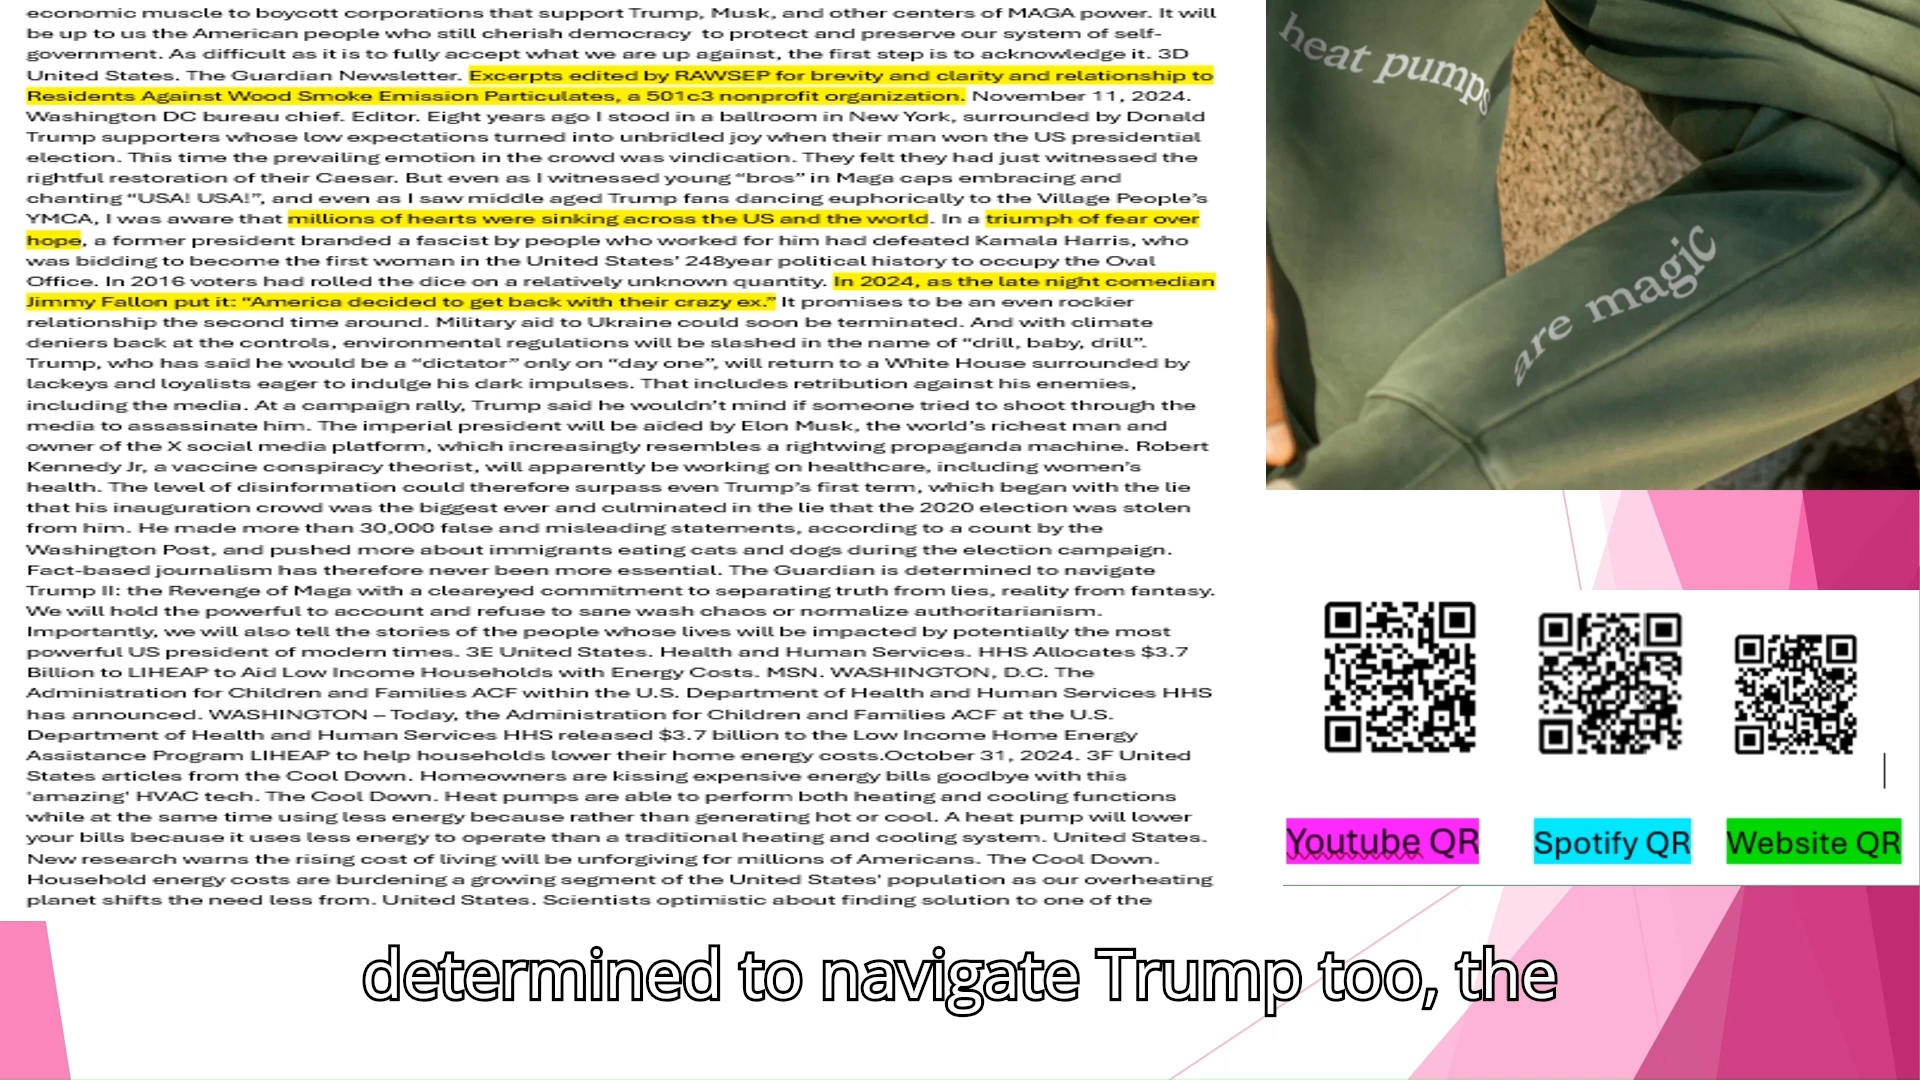 economic muscle to boycott corporations that support Trump, Musk, and other centers of MAGA power. It will
be up to us the American people who still cherish democracy to protect and preserve our system of self-
government. As difficult as it is to fully accept what we are up against, the first step is to acknowledge it. 3D
United States. The Guardian Newsletter. Excerpts edited by RAWSEP for brevity and clarity and relationship to
Residents Against Wood Smoke Emission Particulates, a 501c3 nonprofit organization. November 11, 2024.
Washington DC bureau chief. Editor. Eight years ago I stood in a ballroom in New York, surrounded by Donald
Trump supporters whose low expectations turned into unbridled joy when their man won the US presidential
election. This time the prevailing emotion in the crowd was vindication. They felt they had just witnessed the
rightful restoration of their Caesar. But even as I witnessed young “bros” in Maga caps embracing and
chanting “USA! USA!”, and even as I saw middle aged Trump fans dancing euphorically to the Village People’s
YMCA, I was aware that millions of hearts were sinking across the US and the world. In a triumph of fear over
hope, a former president branded a fascist by people who worked for him had defeated Kamala Harris, who
was bidding to become the first woman in the United States’ 248year political history to occupy the Oval
Office. In 2016 voters had rolled the dice on a relatively unknown quantity. In 2024, as the late night comedian
Jimmy Fallon put it: “America decided to get back with their crazy ex.” It promises to be an even rockier
relationship the second time around. Military aid to Ukraine could soon be terminated. And with climate
deniers back at the controls, environmental regulations will be slashed in the name of “drill, baby, drill”.
Trump, who has said he would be a “dictator” only on “day one”, will return to a White House surrounded by
lackeys and loyalists eager to indulge his dark impulses. That includes retribution against his enemies,
including the media. At a campaign rally, Trump said he wouldn’t mind if someone tried to shoot through the
media to assassinate him. The imperial president will be aided by Elon Musk, the world’s richest man and
owner of the X social media platform, which increasingly resembles a rightwing propaganda machine. Robert
Kennedy Jr, a vaccine conspiracy theorist, will apparently be working on healthcare, including women’s
health. The level of disinformation could therefore surpass even Trump’s first term, which began with the lie
that his inauguration crowd was the biggest ever and culminated in the lie that the 2020 election was stolen
from him. He made more than 30,000 false and misleading statements, according to a count by the
Washington Post, and pushed more about immigrants eating cats and dogs during the election campaign.
Fact-based journalism has therefore never been more essential. The Guardian is determined to navigate
Trump II: the Revenge of Maga with a cleareyed commitment to separating truth from lies, reality from fantasy.
We will hold the powerful to account and refuse to sane wash chaos or normalize authoritarianism.
Importantly, we will also tell the stories of the people whose lives will be impacted by potentially the most
powerful US president of modern times. 3E United States. Health and Human Services. HHS Allocates $3.7
Billion to LIHEAP to Aid Low Income Households with Energy Costs. MSN. WASHINGTON, D.C. The
Administration for Children and Families ACF within the U.S. Department of Health and Human Services HHS
has announced. WASHINGTON – Today, the Administration for Children and Families ACF at the U.S.
Department of Health and Human Services HHS released $3.7 billion to the Low Income Home Energy
Assistance Program LIHEAP to help households lower their home energy costs.October 31, 2024. 3F United
States articles from the Cool Down. Homeowners are kissing expensive energy bills goodbye with this
'amazing' HVAC tech. The Cool Down. Heat pumps are able to perform both heating and cooling functions
while at the same time using less energy because rather than generating hot or cool. A heat pump will lower
your bills because it uses less energy to operate than a traditional heating and cooling system. United States.
New research warns the rising cost of living will be unforgiving for millions of Americans. The Cool Down.
Household energy costs are burdening a growing segment of the United States' population as our overheating
planet shifts the need less from. United States. Scientists optimistic about finding solution to one of the
heat pumps
are magic
Youtube QR
Spotify QR
Website QR
determined to navigate Trump too, the